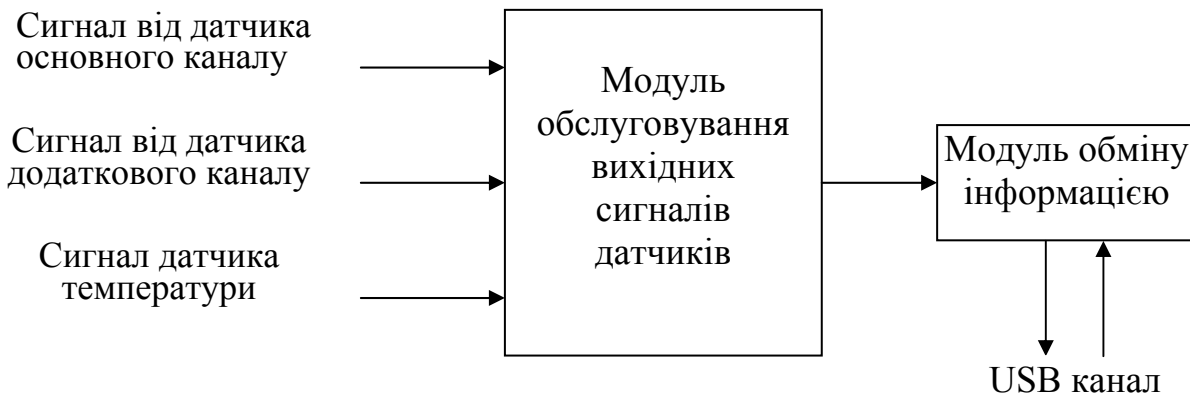 Сигнал від датчика
основного каналу
Сигнал від датчика
додаткового каналу
Сигнал датчика
температури
Модуль
обслуговування
вихідних
сигналів
датчиків
Модуль обміну
інформацією
USB канал